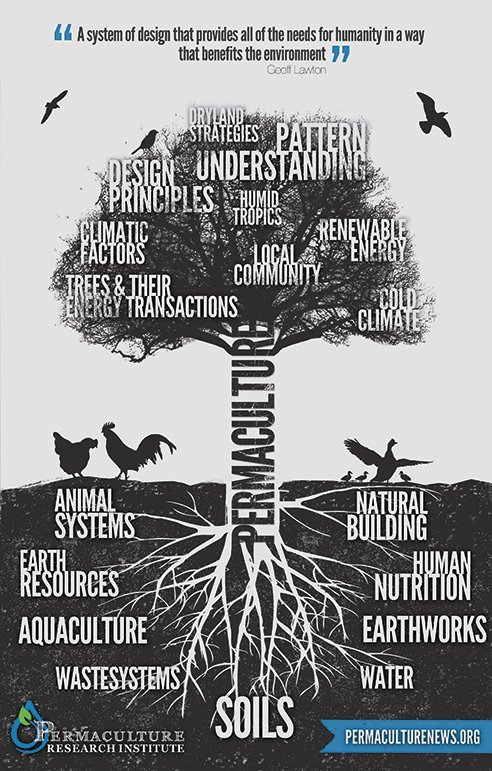 “ A system of design that provides all of the needs for humanity in a way
that benefits the environment ”
Geoff Lawton
DRYLAND
STRATEGIES
PATTERN
UNDERSTANDING
DESIGN
PRINCIPLES
HUMID
TROPICS
CLIMATIC
FACTORS
RENEWABLE
ENERGY
LOCAL
COMMUNITY
TREES & THEIR
ENERGY TRANSACTIONS
COLD
CLIMATE
PERMACULTURE
ANIMAL
SYSTEMS
NATURAL
BUILDING
EARTH
RESOURCES
HUMAN
NUTRITION
AQUACULTURE
EARTHWORKS
WASTESYSTEMS
WATER
SOILS
PERMACULTURE
RESEARCH INSTITUTE
PERMACULTURENEWS.ORG